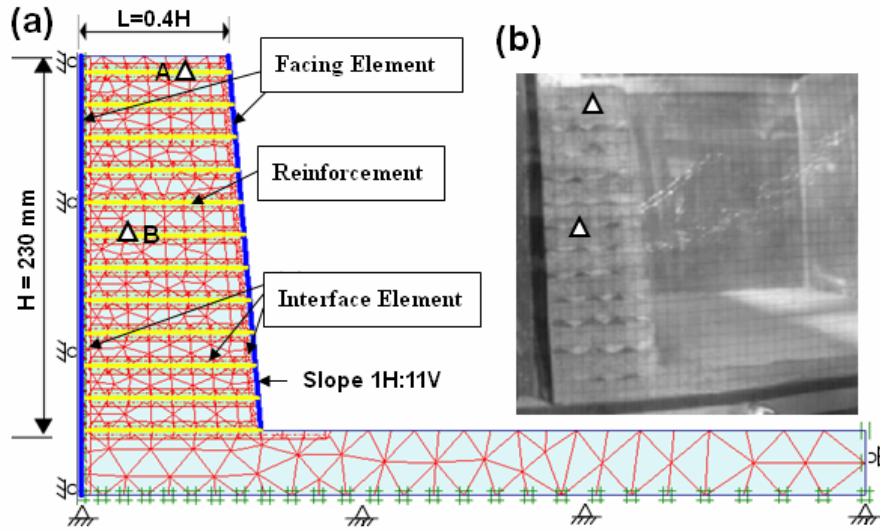 (a)
L=0.4H
A
Facing Element
(b)
Reinforcement
B
H = 230 mm
Interface Element
Slope 1H:11V